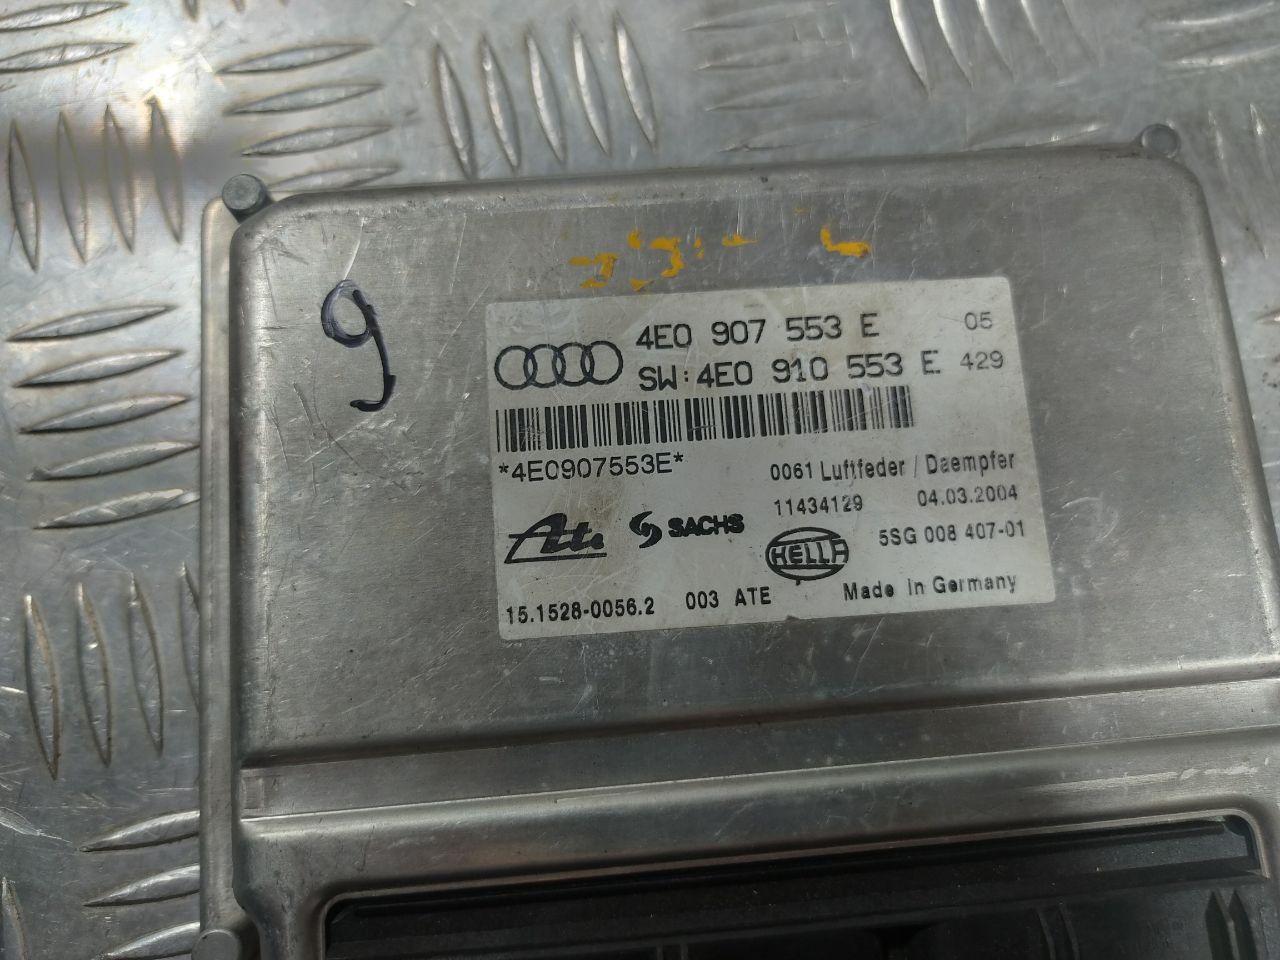 9
4E0 907 553 E 05
SW:4E0 910 553 E 429
*4E0907553E*
0061 Luftfeder / Daempfer
11434129 04.03.2004
Ate SACHS HELLA 5SG 008 407-01
15.1528-0056.2 003 ATE Made in Germany